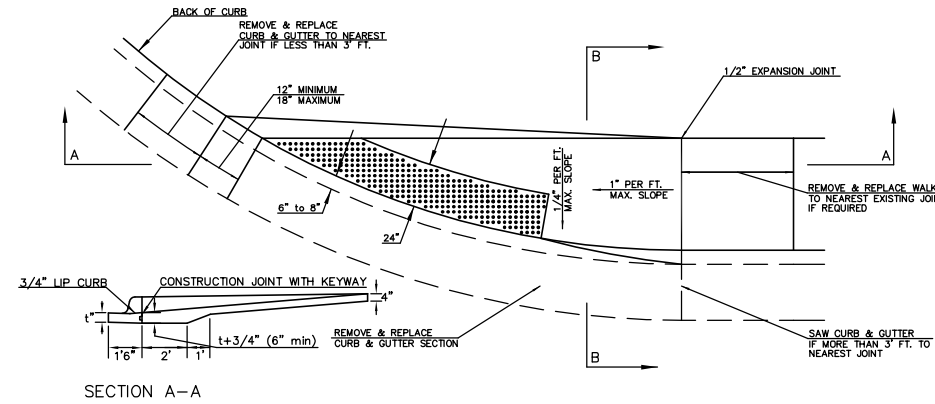 BACK OF CURB
REMOVE & REPLACE
CURB & GUTTER TO NEAREST
JOINT IF LESS THAN 3' FT.
12" MINIMUM
18" MAXIMUM
B
1/2" EXPANSION JOINT
A
A
1/4" PER FT.
MAX. SLOPE
1" PER FT.
MAX. SLOPE
REMOVE & REPLACE WALK
TO NEAREST EXISTING JOI
IF REQUIRED
6" to 8"
24"
3/4" LIP CURB
CONSTRUCTION JOINT WITH KEYWAY
4"
t"
t+3/4" (6" min)
1'6"
2'
1'
REMOVE & REPLACE
CURB & GUTTER SECTION
SAW CURB & GUTTER
IF MORE THAN 3' FT. TO
NEAREST JOINT
B
SECTION A-A